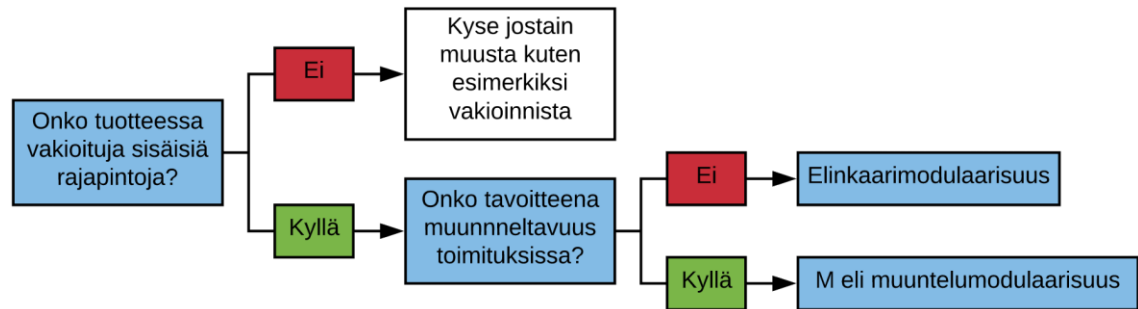 Onko tuotteessa
vakioituja sisäisiä
rajapintoja?
Ei
Kyse jostain
muusta kuten
esimerkiksi
vakioinnista
Kyllä
Onko tavoitteena
muunnneltavuus
toimituksissa?
Ei
Elinkaarimodulaarisuus
Kyllä
M eli muuntelumodulaarisuus